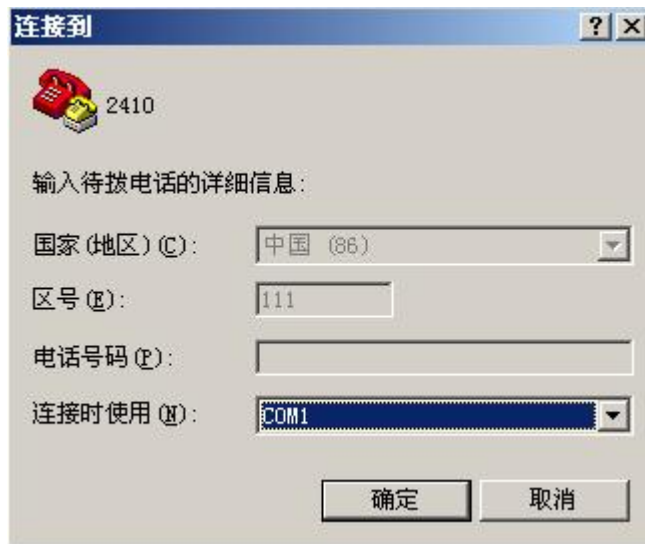 连接到
2410
输入待拨电话的详细信息:
国家(地区)(C): 中国 (86)
区号(E): 111
电话号码(P):
连接时使用(N): COM1
确定 取消